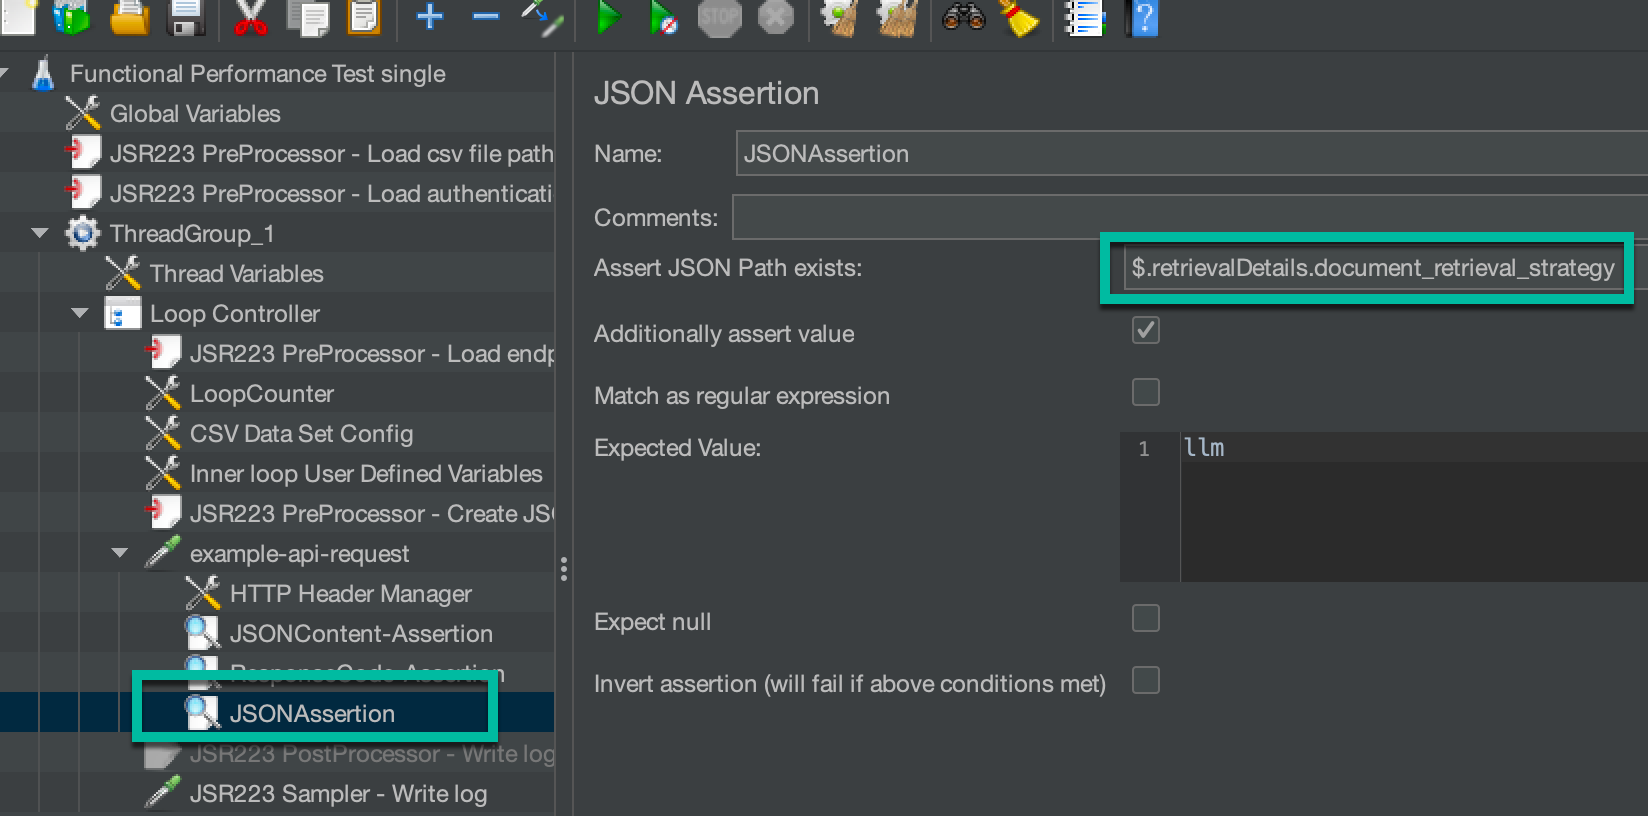 STOP
Functional Performance Test single
Global Variables
JSR223 PreProcessor - Load csv file path
JSR223 PreProcessor - Load authenticati
ThreadGroup_1
Thread Variables
Loop Controller
JSR223 PreProcessor - Load endp
LoopCounter
CSV Data Set Config
Inner loop User Defined Variables
JSR223 PreProcessor - Create JSO
example-api-request
HTTP Header Manager
JSONContent-Assertion
ResponseCode-Assertion
JSONAssertion
JSR223 PostProcessor - Write log
JSR223 Sampler - Write log
JSON Assertion
Name: JSONAssertion
Comments:
Assert JSON Path exists: $.retrievalDetails.document_retrieval_strategy
Additionally assert value
Match as regular expression
Expected Value: 1 llm
Expect null
Invert assertion (will fail if above conditions met)